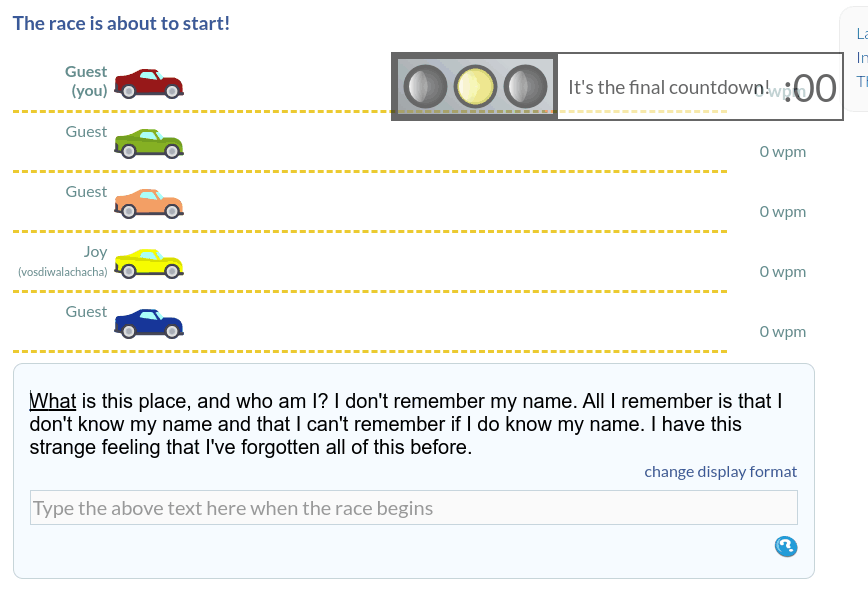 The race is about to start!
Guest
(you)
It's the final countdown!
:00
0 wpm
Guest
0 wpm
Guest
0 wpm
Joy
(vosdiwalachacha)
0 wpm
Guest
0 wpm
What is this place, and who am I? I don't remember my name. All I remember is that I
don't know my name and that I can't remember if I do know my name. I have this
strange feeling that I've forgotten all of this before.
change display format
Type the above text here when the race begins